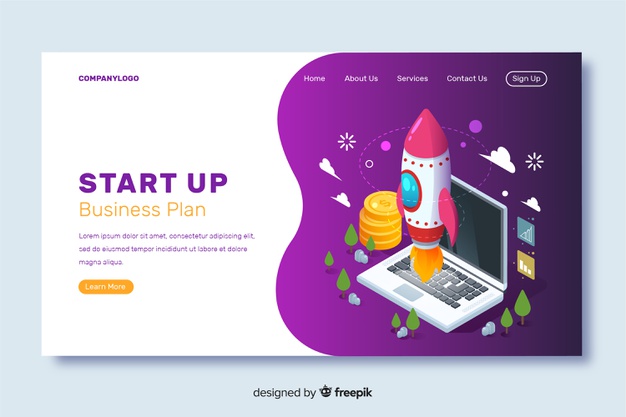 COMPANYLOGO
Home About Us Services Contact Us Sign Up
START UP
Business Plan
Lorem ipsum dolor sit amet,
consectetur adipiscing elit,
sed do eiusmod tempor incididunt ut labore et dolore
magna aliqua.
Learn More
designed by freepik